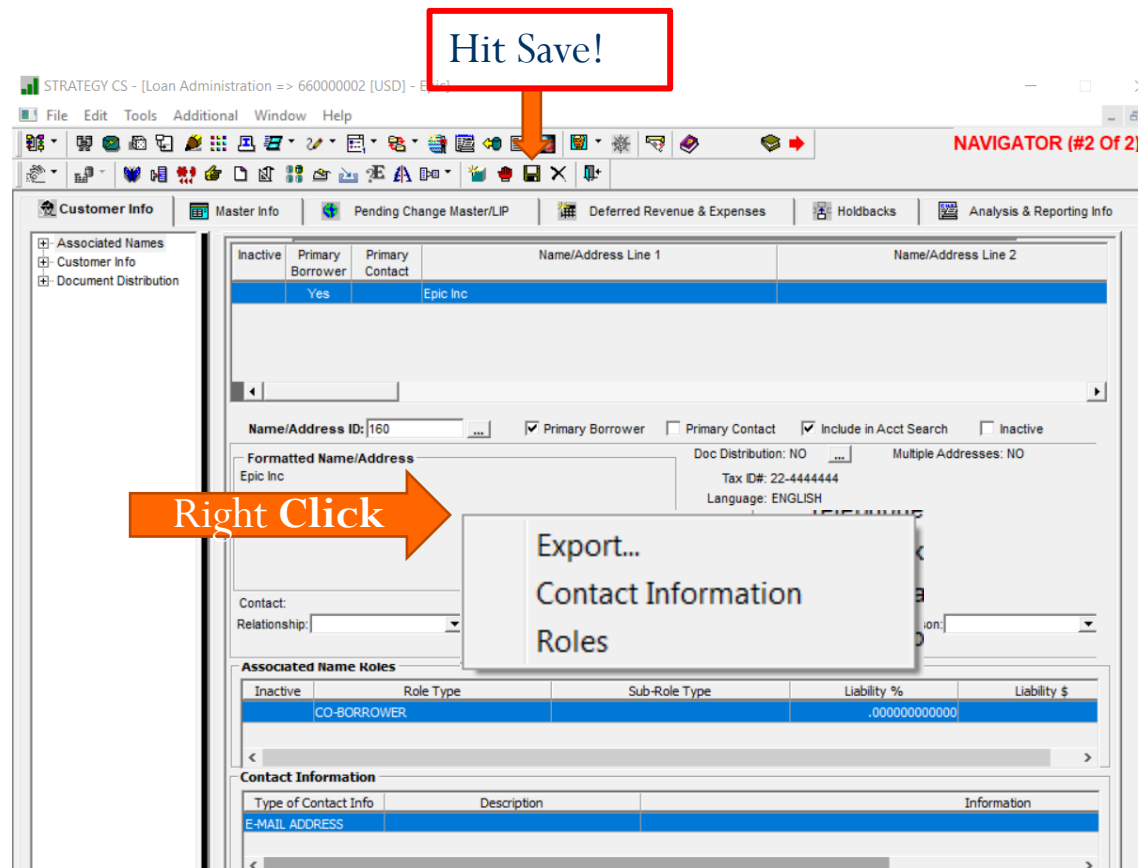 Hit Save!
STRATEGY CS - [Loan Administration => 660000002 [USD] - Epic]
File Edit Tools Additional Window Help
NAVIGATOR (#2 Of 2)
Customer Info Master Info Pending Change Master/LIP Deferred Revenue & Expenses Holdbacks Analysis & Reporting Info
Associated Names
Customer Info
Document Distribution
Inactive Primary Borrower Primary Contact Name/Address Line 1 Name/Address Line 2
Yes Epic Inc
Name/Address ID: 160 ... Primary Borrower Primary Contact Include in Acct Search Inactive
Formatted Name/Address
Doc Distribution: NO ... Multiple Addresses: NO
Epic Inc
Tax ID#: 22-4444444
Language: ENGLISH
Right Click
Export...
Contact Information
Roles
Contact:
Relationship:
Associated Name Roles
Inactive Role Type Sub-Role Type Liability % Liability $
CO-BORROWER .000000000000
Contact Information
Type of Contact Info Description Information
E-MAIL ADDRESS